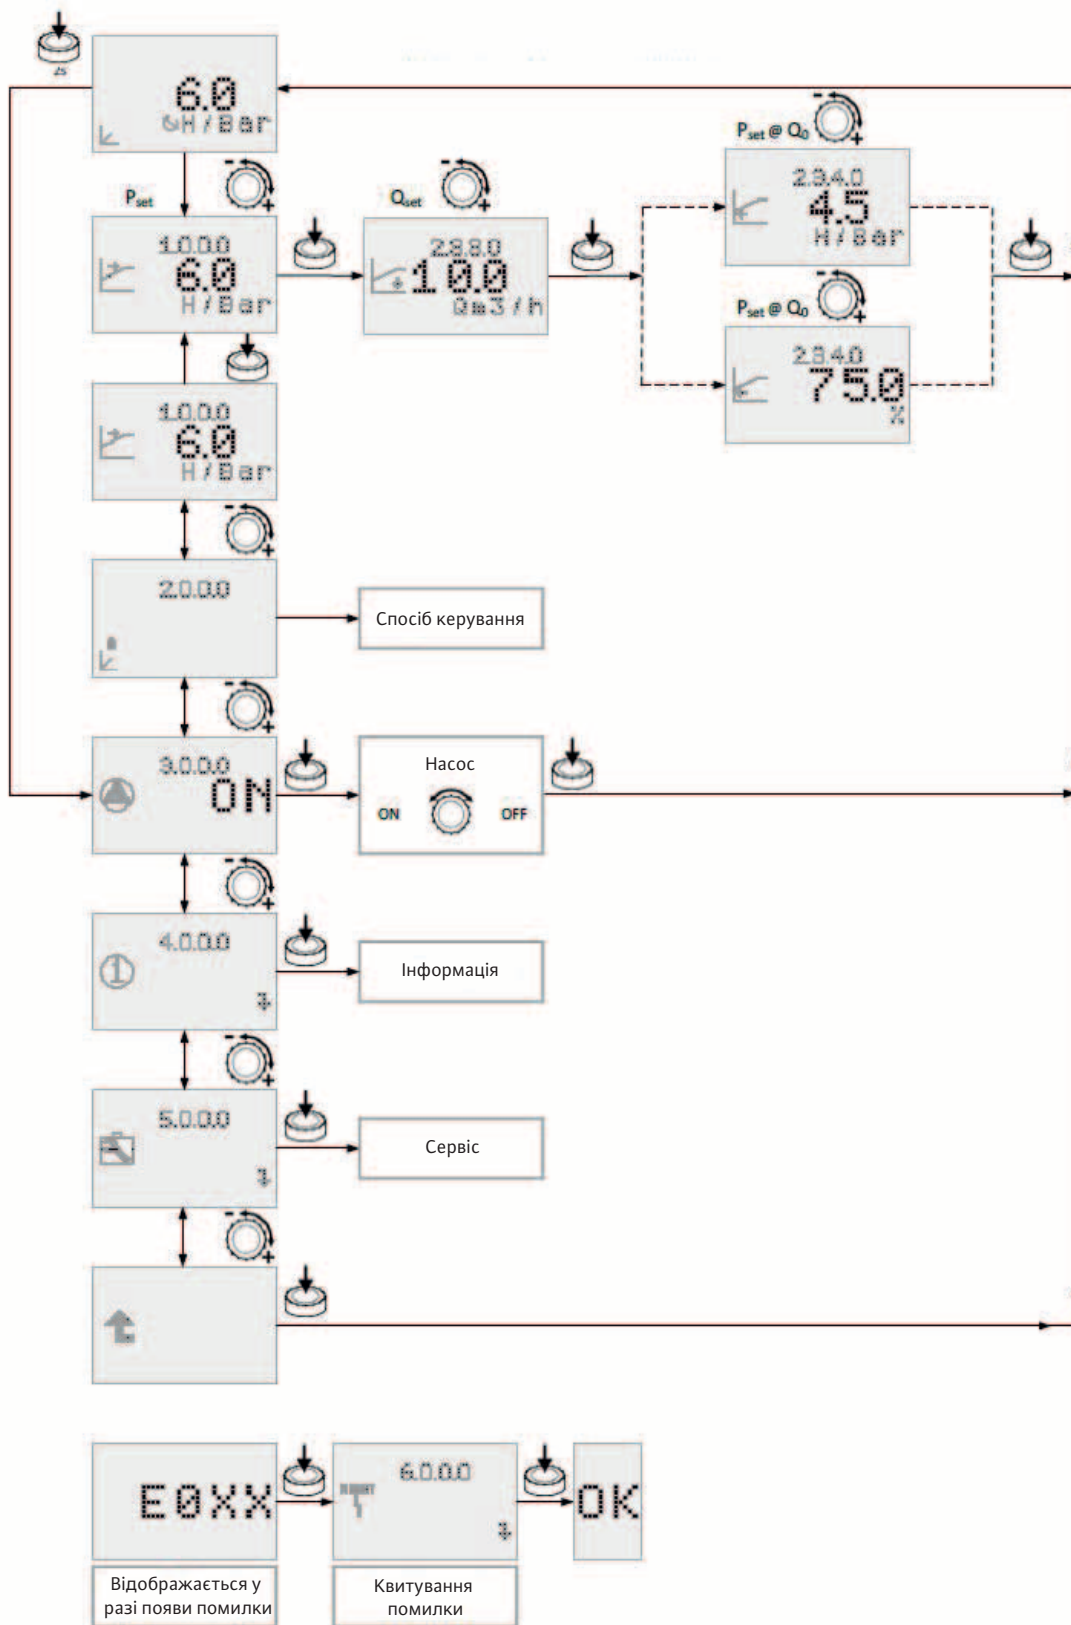 2s
6.0
H/Bar
Pset
1.0.0.0
6.0
H/Bar
Qset
2.8.8.0
10.0
Qm3/h
Pset @ Q0
2.3.4.0
4.5
H/Bar
Pset @ Q0
2.3.4.0
75.0
%
1.0.0.0
6.0
H/Bar
2.0.0.0
Спосіб керування
3.0.0.0
ON
Насос
ON OFF
4.0.0.0
Інформація
5.0.0.0
Сервіс
E0XX
6.0.0.0
OK
Відображається у
разі появи помилки
Квитування
помилки